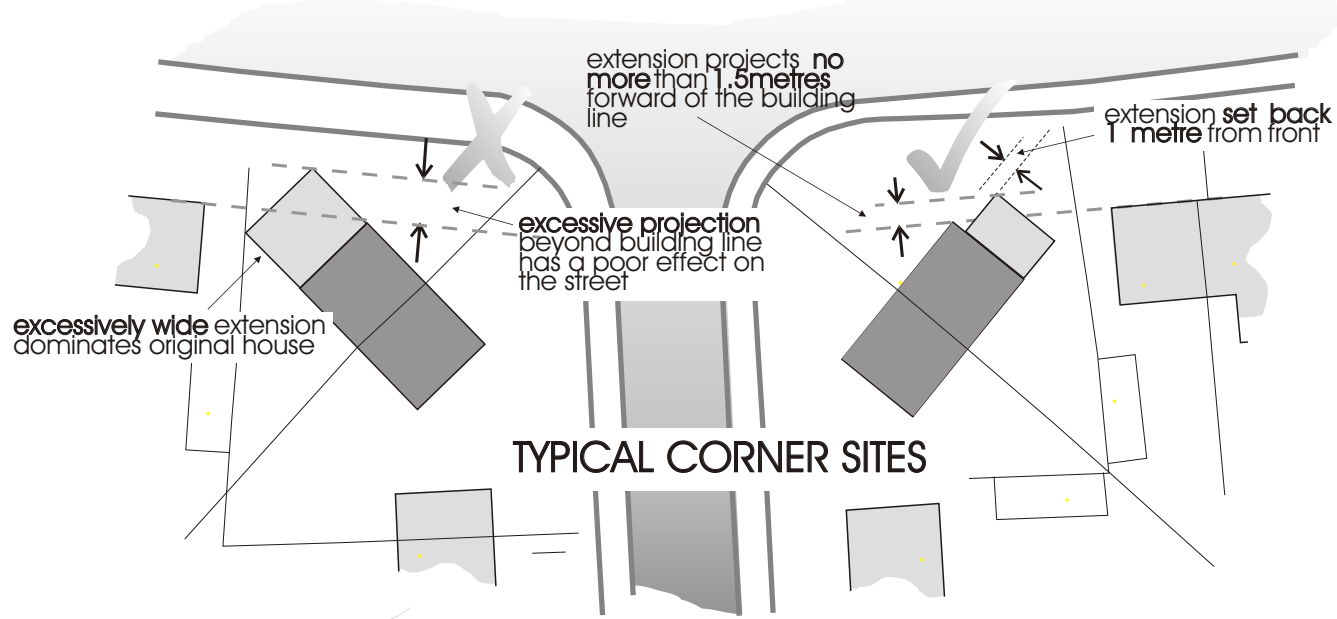 extension projects no
more than 1.5metres
forward of the building
line
extension set back
1 metre from front
excessive projection
beyond building line
has a poor effect on
the street
excessively wide extension
dominates original house
TYPICAL CORNER SITES